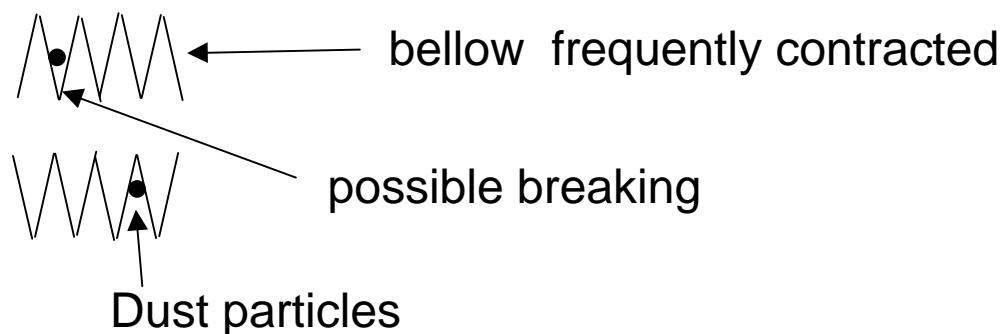 bellow frequently contracted
possible breaking
Dust particles